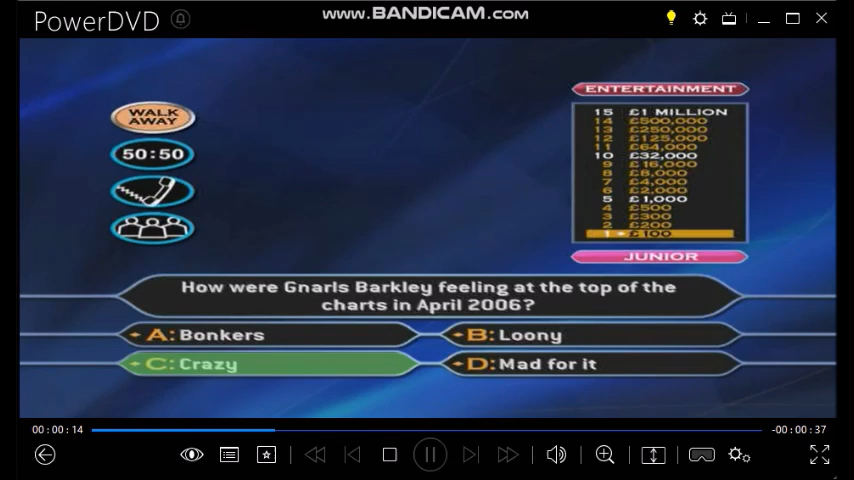 PowerDVD
www.BANDICAM.com
WALK
AWAY
50:50
ENTERTAINMENT
15 £1 MILLION
14 £500,000
13 £250,000
12 £125,000
11 £64,000
10 £32,000
9 £16,000
8 £8,000
7 £4,000
6 £2,000
5 £1,000
4 £500
3 £300
2 £200
1 £100
JUNIOR
How were Gnarls Barkley feeling at the top of the
charts in April 2006?
A: Bonkers
B: Loony
C: Crazy
D: Mad for it
00:00:14
-00:00:37